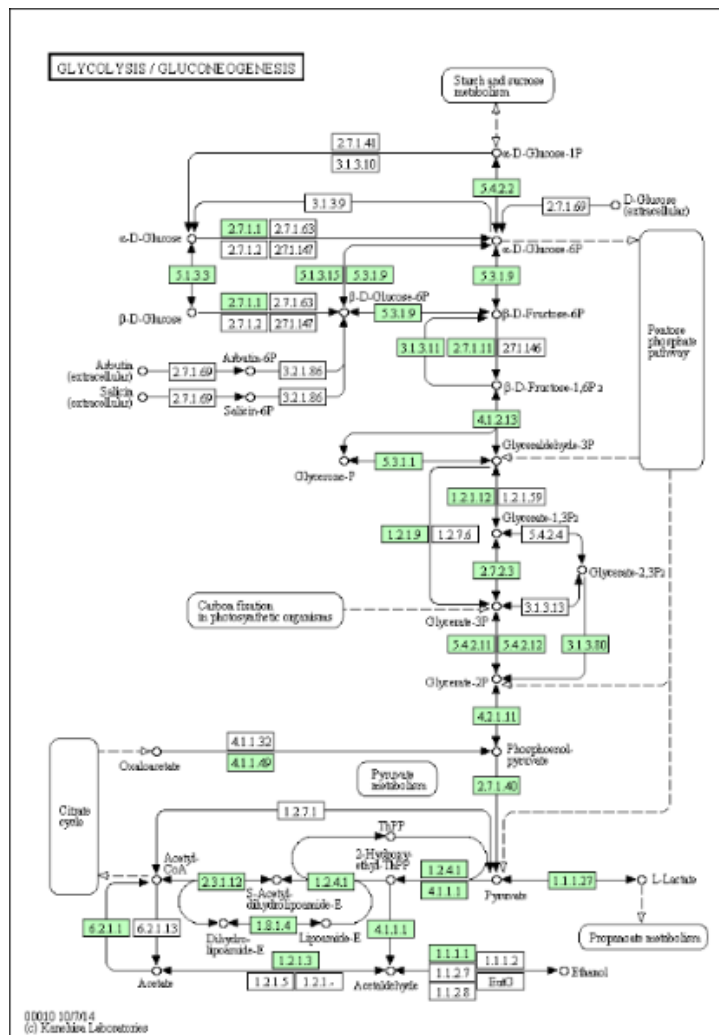 GLYCOLYSIS / GLUCONEOGENESIS
Starch and sucrose
metabolism
2.7.1.41
3.1.3.10
α-D-Glucose-1P
5.4.2.2
3.1.3.9
2.7.1.69
D-Glucose
(extracellular)
α-D-Glucose
2.7.1.1
2.7.1.63
2.7.1.2
2.7.1.147
α-D-Glucose-6P
5.1.3.3
5.1.3.15
5.3.1.9
5.3.1.9
β-D-Glucose-6P
β-D-Glucose
2.7.1.1
2.7.1.63
2.7.1.2
2.7.1.147
5.3.1.9
β-D-Fructose-6P
Pentose
phosphate
pathway
3.1.3.11
2.7.1.11
2.7.1.146
Arbutin
(extracellular)
2.7.1.69
Arbutin-6P
3.2.1.86
Salicin
(extracellular)
2.7.1.69
Salicin-6P
3.2.1.86
β-D-Fructose-1,6P2
4.1.2.13
Glyceraldehyde-3P
5.3.1.1
Glycerone-P
1.2.1.12
1.2.1.59
Glycerate-1,3P2
1.2.1.9
1.2.7.6
5.4.2.4
2.7.2.3
Glycerate-2,3P2
Carbon fixation
in photosynthetic organisms
3.1.3.13
Glycerate-3P
5.4.2.11
5.4.2.12
3.1.3.80
Glycerate-2P
4.2.1.11
4.1.1.32
4.1.1.49
Oxaloacetate
Phosphoenol-
pyruvate
Pyruvate
metabolism
2.7.1.40
Citrate
cycle
1.2.7.1
ThPP
Acetyl-
CoA
2-Hydroxy-
ethyl-ThPP
2.3.1.12
S-Acetyl-
dihydrolipoamide-E
1.2.4.1
1.2.4.1
4.1.1.1
Pyruvate
1.1.1.27
L-Lactate
6.2.1.1
6.2.1.13
Dihydro-
lipoamide-E
1.8.1.4
Lipoamide-E
4.1.1.1
Propanoate metabolism
Acetate
1.2.1.3
1.2.1.5
1.2.1.-
Acetaldehyde
1.1.1.1
1.1.1.2
1.1.2.7
EutG
1.1.2.8
Ethanol
00010 10/7/14
(c) Kanehisa Laboratories